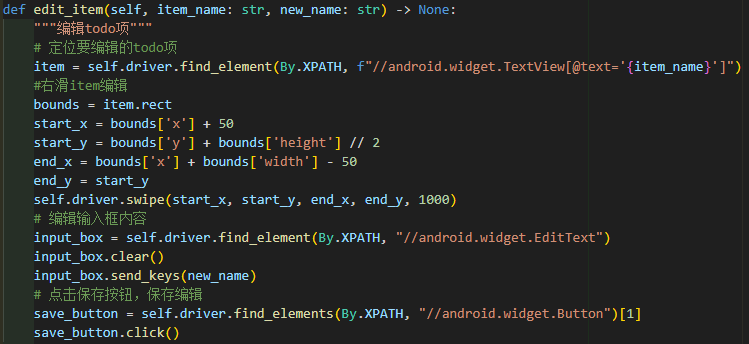 def edit_item(self, item_name: str, new_name: str) -> None:
    """编辑todo项"""
    # 定位要编辑的todo项
    item = self.driver.find_element(By.XPATH, f"//android.widget.TextView[@text='{item_name}']")
    #右滑item编辑
    bounds = item.rect
    start_x = bounds['x'] + 50
    start_y = bounds['y'] + bounds['height'] // 2
    end_x = bounds['x'] + bounds['width'] - 50
    end_y = start_y
    self.driver.swipe(start_x, start_y, end_x, end_y, 1000)
    # 编辑输入框内容
    input_box = self.driver.find_element(By.XPATH, "//android.widget.EditText")
    input_box.clear()
    input_box.send_keys(new_name)
    # 点击保存按钮，保存编辑
    save_button = self.driver.find_elements(By.XPATH, "//android.widget.Button")[1]
    save_button.click()